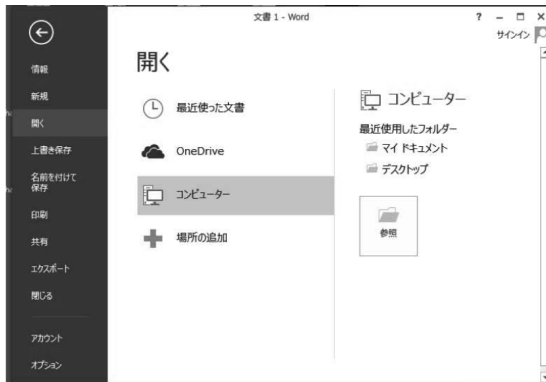 文書 1 - Word
?
サインイン
情報
新規
開く
上書き保存
名前を付けて
保存
印刷
共有
エクスポート
閉じる
アカウント
オプション
開く
最近使った文書
OneDrive
コンピューター
場所の追加
コンピューター
最近使用したフォルダー
マイ ドキュメント
デスクトップ
参照